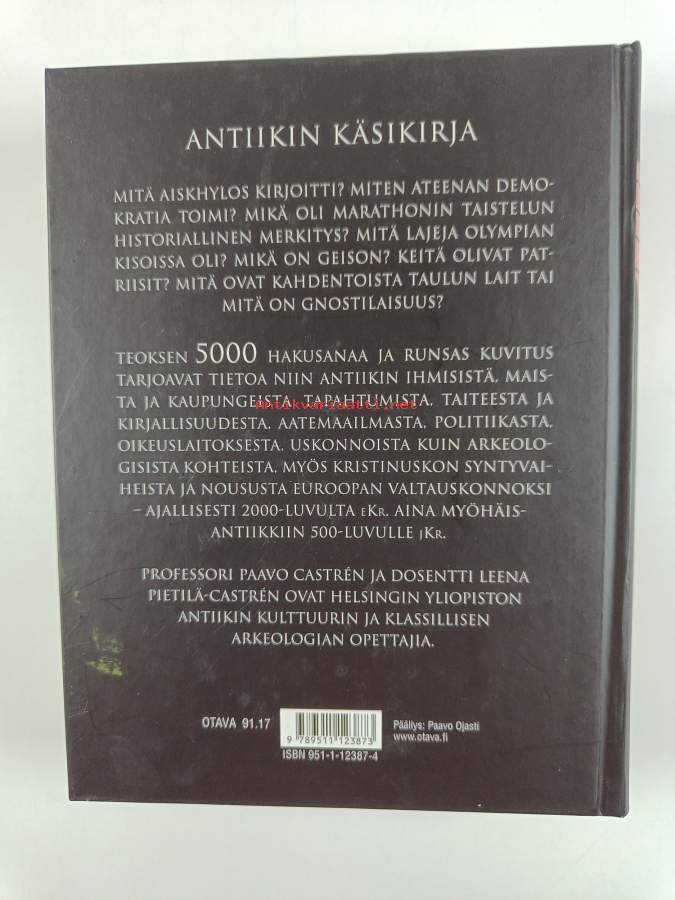 ANTIIKIN KÄSIKIRJA
MITÄ AISKHYLOS KIRJOITTI? MITEN ATEENAN DEMO-
KRATIA TOIMI? MIKÄ OLI MARATHONIN TAISTELUN
HISTORIALLINEN MERKITYS? MITÄ LAJEJA OLYMPIAN
KISOISSA OLI? MIKÄ ON GEISON? KEITÄ OLIVAT PAT-
RIISIT? MITÄ OVAT KAHDENTOISTA TAULUN LAIT TAI
MITÄ ON GNOSTILAISUUS?
TEOKSEN 5000 HAKUSANAA JA RUNSAS KUVITUS
TARJOAVAT TIETOA NIIN ANTIIKIN IHMISISTÄ, MAIS-
TA JA KAUPUNGEISTA, TAPAHTUMISTA, TAITEESTA JA
Antikvariaatti.net
KIRJALLISUUDESTA, AATEMAAILMASTA, POLITIIKASTA,
OIKEUSLAITOKSESTA, USKONNOISTA KUIN ARKEOLO-
GISISTA KOHTEISTA, MYÖS KRISTINUSKON SYNTYVAI-
HEISTA JA NOUSUSTA EUROOPAN VALTAUSKONNOKSI
– AJALLISESTI 2000-LUVULTA eKR. AINA MYÖHÄIS-
ANTIIKKIIN 500-LUVULLE jKR.
PROFESSORI PAAVO CASTRÉN JA DOSENTTI LEENA
PIETILÄ-CASTRÉN OVAT HELSINGIN YLIOPISTON
ANTIIKIN KULTTUURIN JA KLASSILLISEN
ARKEOLOGIAN OPETTAJIA.
OTAVA 91.17
9 789511 123873
ISBN 951-1-12387-4
Päällys: Paavo Ojasti
www.otava.fi